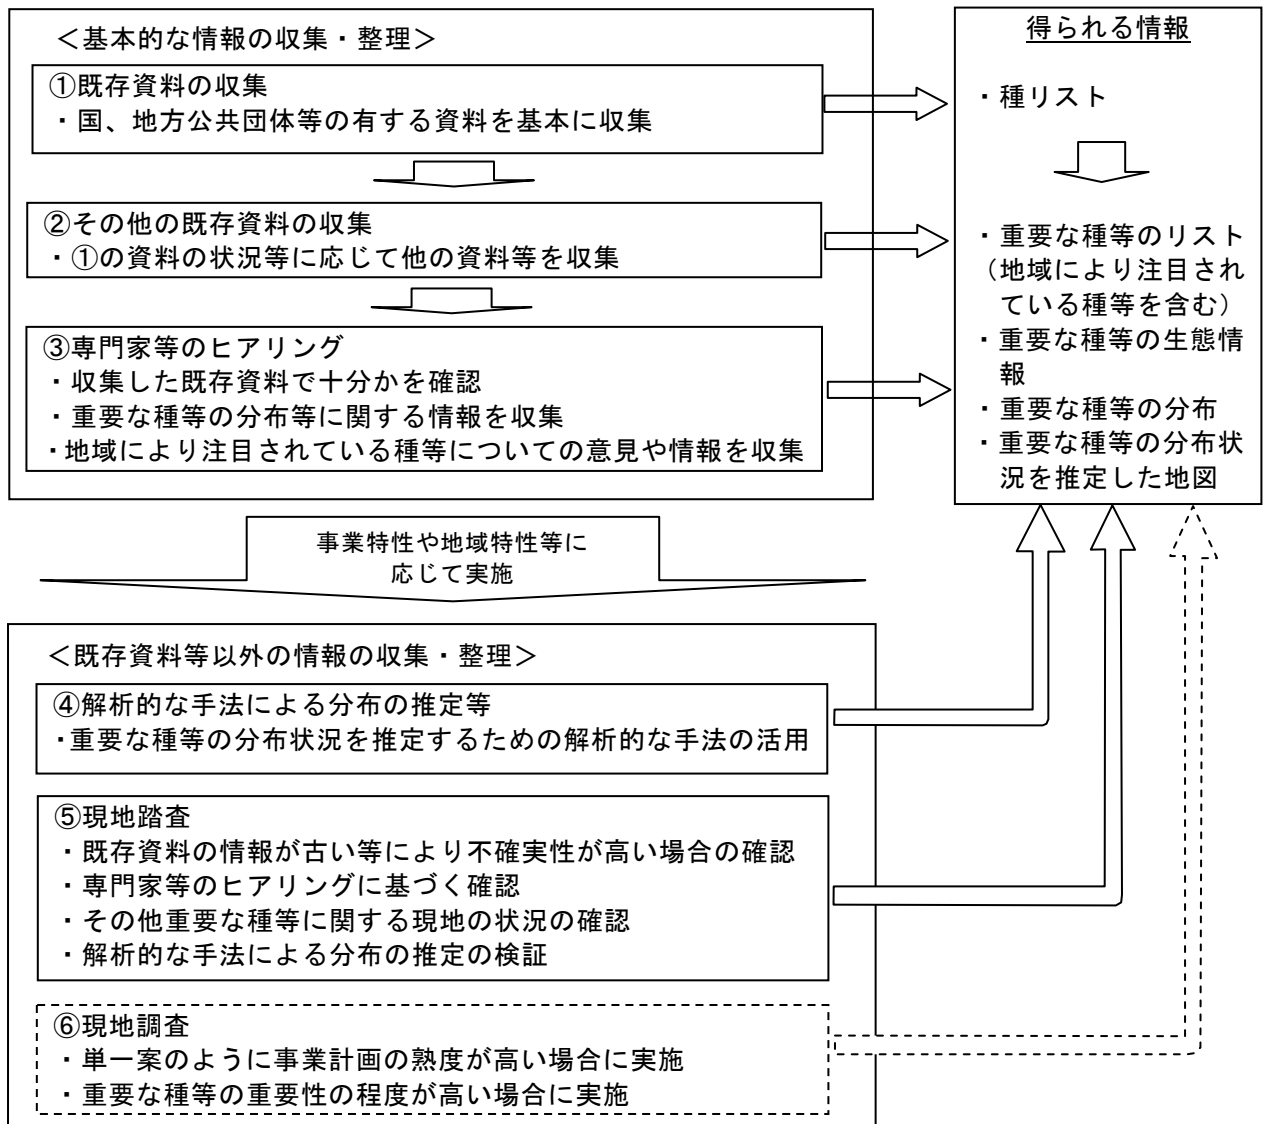 ＜基本的な情報の収集・整理＞
①既存資料の収集
・国、地方公共団体等の有する資料を基本に収集
②その他の既存資料の収集
・①の資料の状況等に応じて他の資料等を収集
③専門家等のヒアリング
・収集した既存資料で十分かを確認
・重要な種等の分布等に関する情報を収集
・地域により注目されている種等についての意見や情報を収集
得られる情報
・種リスト
・重要な種等のリスト
（地域により注目され
ている種等を含む）
・重要な種等の生態情
報
・重要な種等の分布
・重要な種等の分布状
況を推定した地図
事業特性や地域特性等に
応じて実施
＜既存資料等以外の情報の収集・整理＞
④解析的な手法による分布の推定等
・重要な種等の分布状況を推定するための解析的な手法の活用
⑤現地踏査
・既存資料の情報が古い等により不確実性が高い場合の確認
・専門家等のヒアリングに基づく確認
・その他重要な種等に関する現地の状況の確認
・解析的な手法による分布の推定の検証
⑥現地調査
・単一案のように事業計画の熟度が高い場合に実施
・重要な種等の重要性の程度が高い場合に実施